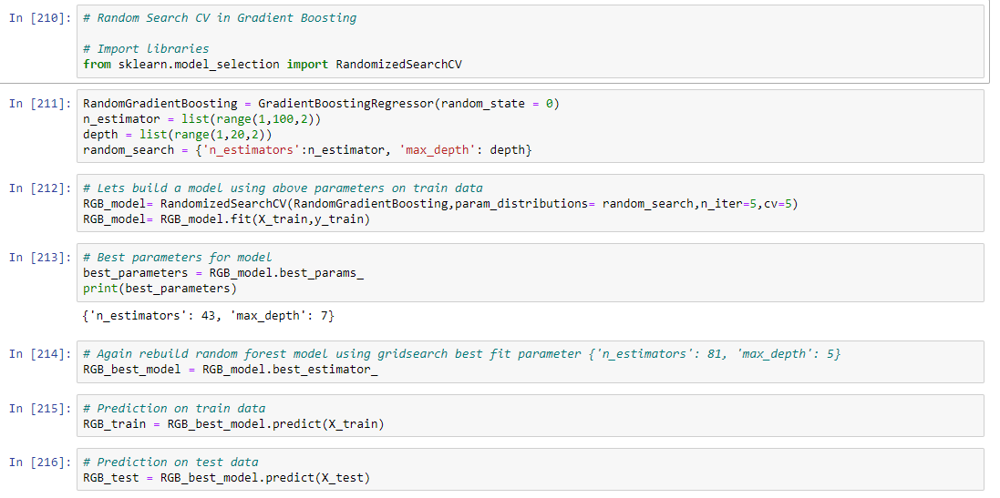 In [210]: # Random Search CV in Gradient Boosting
# Import libraries
from sklearn.model_selection import RandomizedSearchCV
In [211]: RandomGradientBoosting = GradientBoostingRegressor(random_state = 0)
n_estimator = list(range(1,100,2))
depth = list(range(1,20,2))
random_search = {'n_estimators':n_estimator, 'max_depth': depth}
In [212]: # Lets build a model using above parameters on train data
RGB_model= RandomizedSearchCV(RandomGradientBoosting,param_distributions= random_search,n_iter=5,cv=5)
RGB_model= RGB_model.fit(X_train,y_train)
In [213]: # Best parameters for model
best_parameters = RGB_model.best_params_
print(best_parameters)
{'n_estimators': 43, 'max_depth': 7}
In [214]: # Again rebuild random forest model using gridsearch best fit parameter {'n_estimators': 81, 'max_depth': 5}
RGB_best_model = RGB_model.best_estimator_
In [215]: # Prediction on train data
RGB_train = RGB_best_model.predict(X_train)
In [216]: # Prediction on test data
RGB_test = RGB_best_model.predict(X_test)